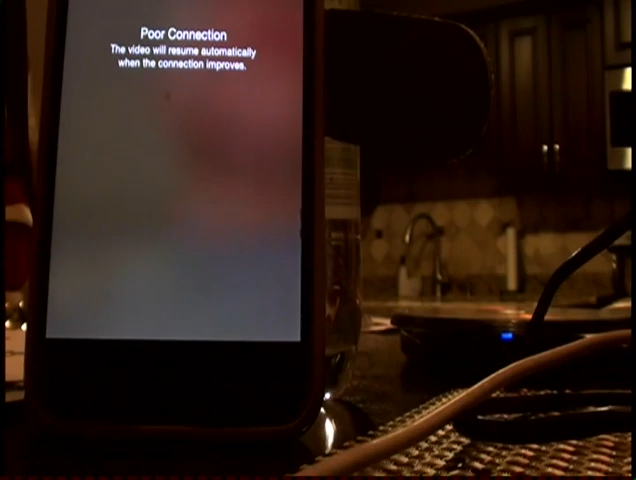 Poor Connection
The video will resume automatically
when the connection improves.